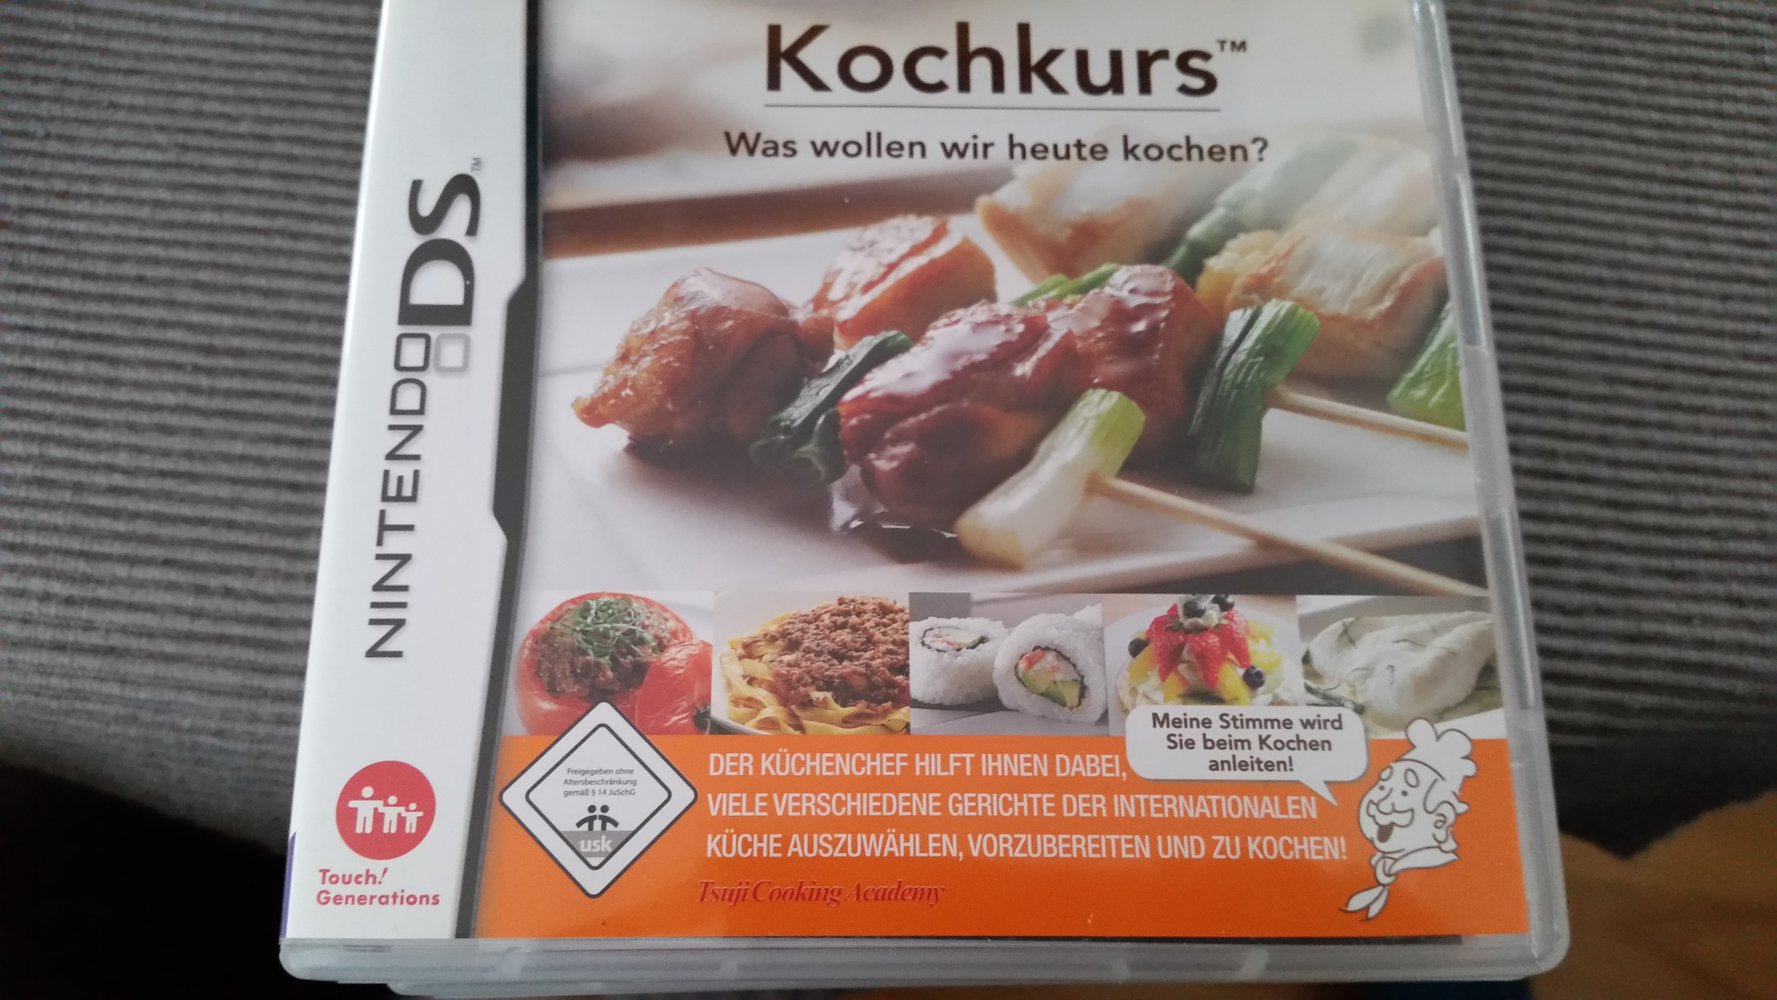 Kochkurs™
Was wollen wir heute kochen?
NINTENDO DS™
Meine Stimme wird
Sie beim Kochen
anleiten!
Freigegeben ohne
Altersbeschränkung
gemäß § 14 JuSchG
usk
DER KÜCHENCHEF HILFT IHNEN DABEI,
VIELE VERSCHIEDENE GERICHTE DER INTERNATIONALEN
KÜCHE AUSZUWÄHLEN, VORZUBEREITEN UND ZU KOCHEN!
Touch!
Generations
Tsuji Cooking Academy